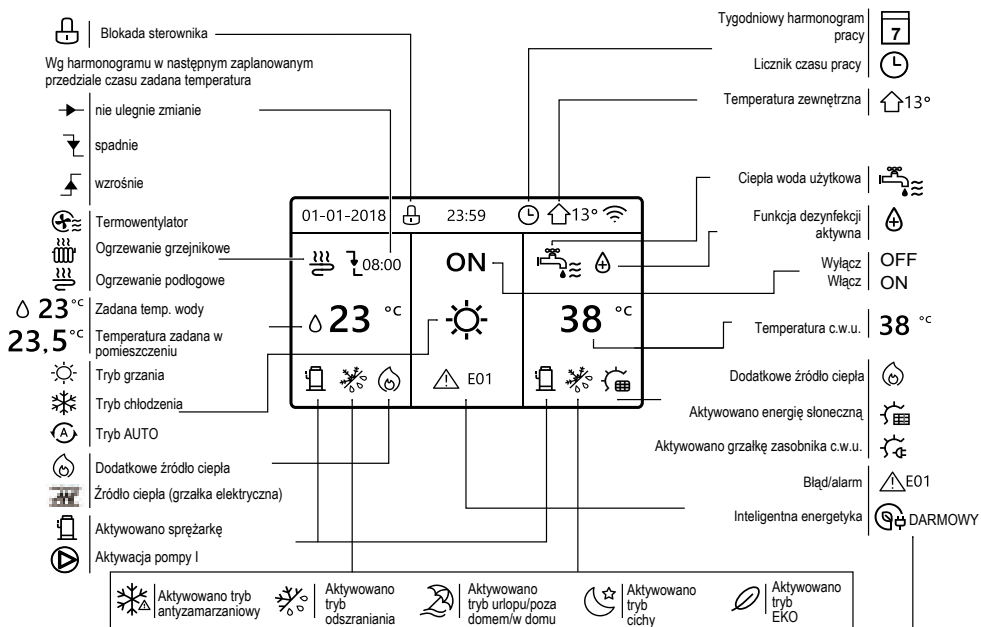 Blokada sterownika
Wg harmonogramu w następnym zaplanowanym
przedziale czasu zadana temperatura
nie ulegnie zmianie
spadnie
wzrośnie
Termowentylator
Ogrzewanie grzejnikowe
Ogrzewanie podłogowe
23°C
Zadana temp. wody
23,5°C
Temperatura zadana w
pomieszczeniu
Tryb grzania
Tryb chłodzenia
A
Tryb AUTO
Dodatkowe źródło ciepła
Źródło ciepła (grzałka elektryczna)
Aktywowano sprężarkę
Aktywacja pompy I
01-01-2018
23:59
13°
08:00
ON
23 °C
38 °C
E01
Tygodniowy harmonogram
pracy
7
Licznik czasu pracy
Temperatura zewnętrzna
13°
Ciepła woda użytkowa
Funkcja dezynfekcji
aktywna
Wyłącz OFF
Włącz ON
Temperatura c.w.u. 38 °C
Dodatkowe źródło ciepła
Aktywowano energię słoneczną
Aktywowano grzałkę zasobnika c.w.u.
Błąd/alarm E01
Inteligentna energetyka DARMOWY
Aktywowano tryb
antyzamarzaniowy
Aktywowano
tryb
odszraniania
Aktywowano
tryb urlopu/poza
domem/w domu
Aktywowano
tryb
cichy
Aktywowano
tryb
EKO